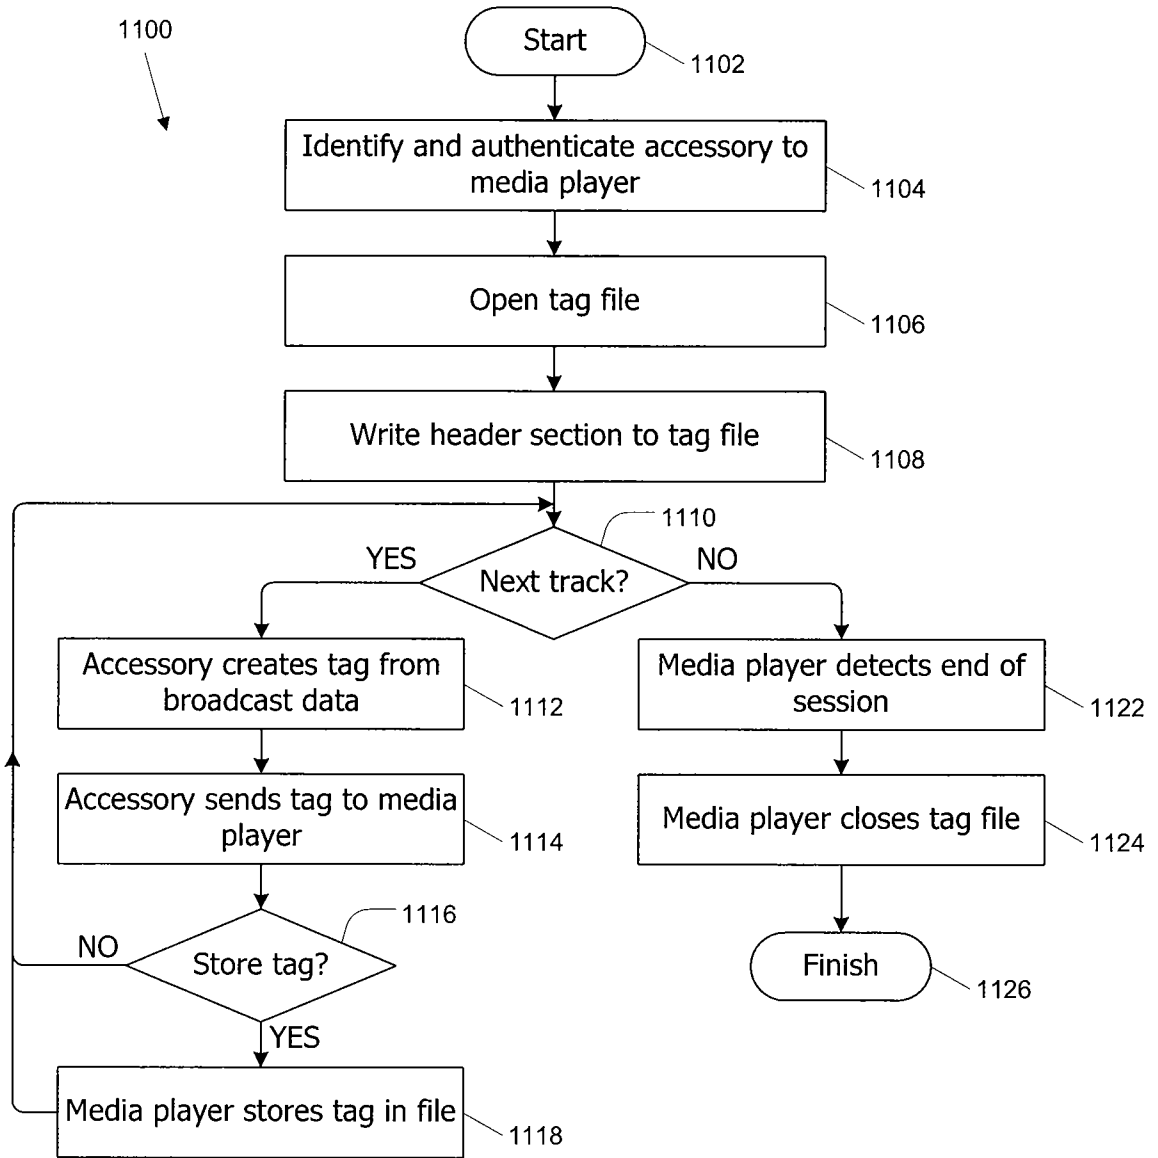 1100
Start
1102
Identify and authenticate accessory to
media player
1104
Open tag file
1106
Write header section to tag file
1108
1110
YES
NO
Next track?
Accessory creates tag from
broadcast data
1112
Media player detects end of
session
1122
Accessory sends tag to media
player
1114
Media player closes tag file
1124
1116
NO
Store tag?
YES
Finish
1126
Media player stores tag in file
1118